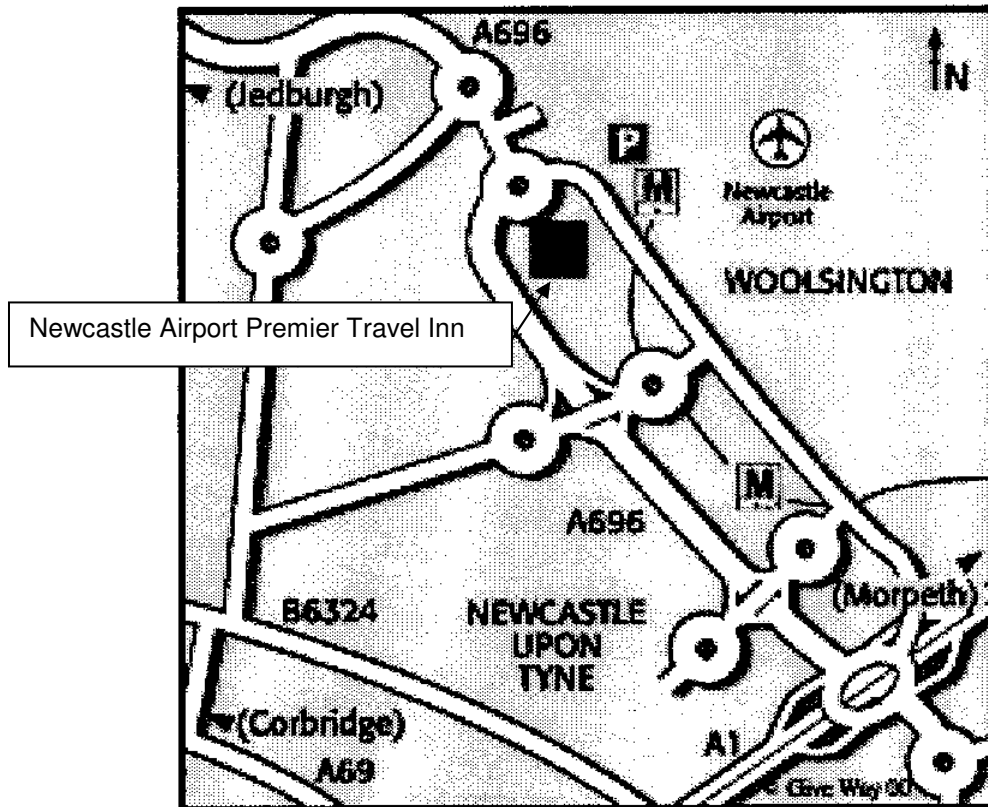 A696
N
(Jedburgh)
P
M
Newcastle
Airport
WOOLSINGTON
Newcastle Airport Premier Travel Inn
M
A696
(Morpeth)
B6324
NEWCASTLE
UPON
TYNE
(Corbridge)
A1
A69